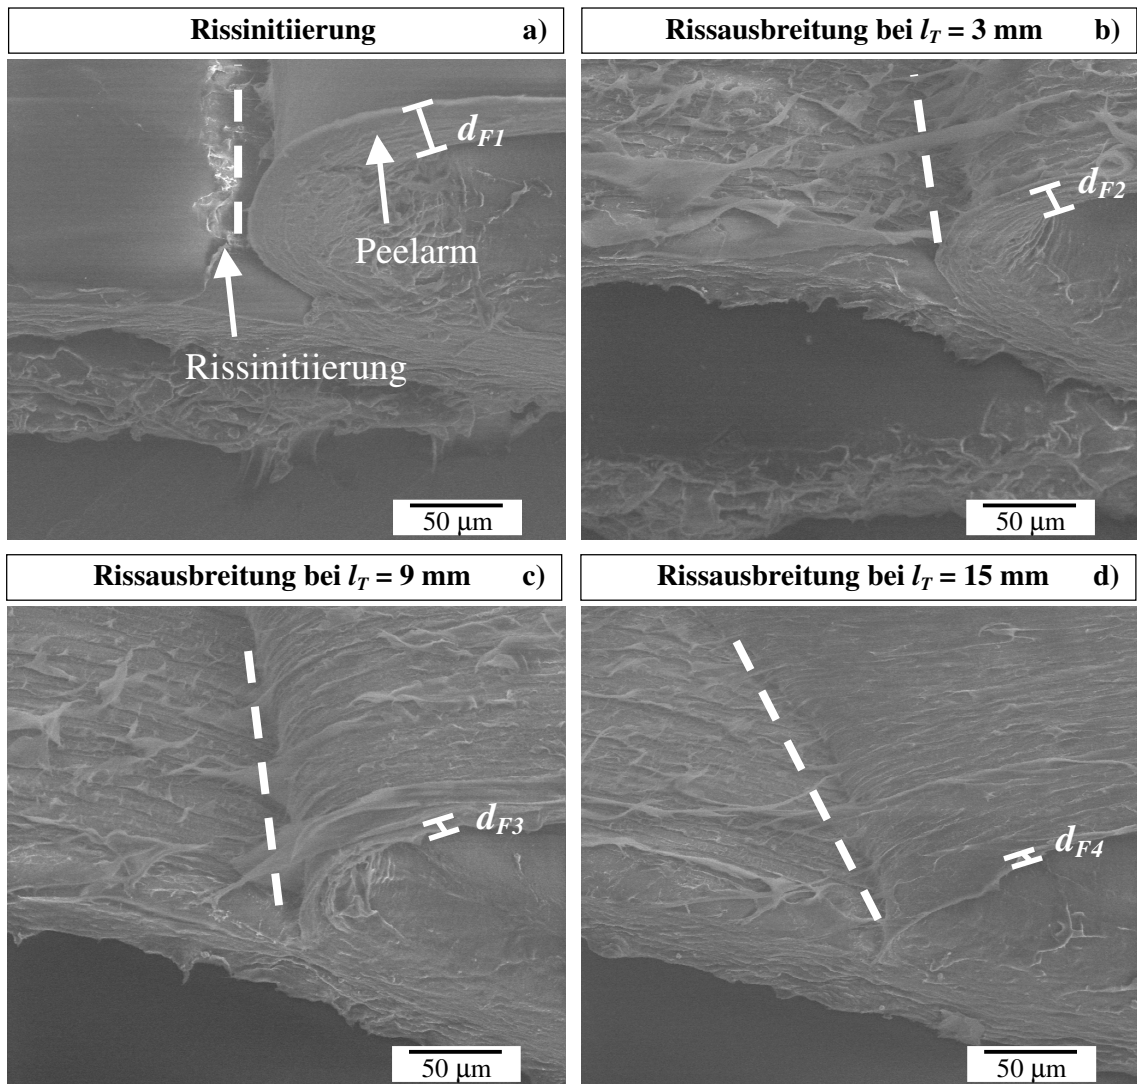 Rissinitiierung a)
d_F1
Peelarm
Rissinitiierung
50 µm
Rissausbreitung bei l_T = 3 mm b)
d_F2
50 µm
Rissausbreitung bei l_T = 9 mm c)
d_F3
50 µm
Rissausbreitung bei l_T = 15 mm d)
d_F4
50 µm